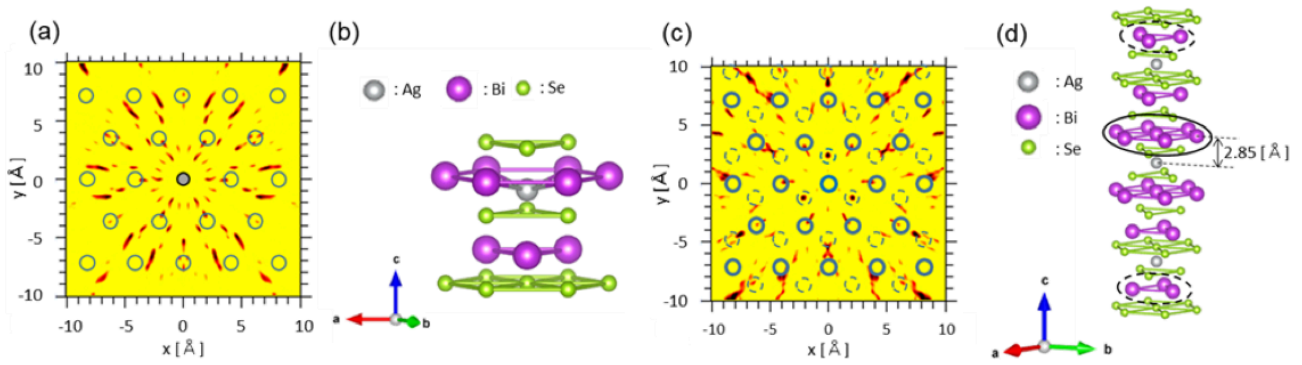 (a)
10
5
0
-5
-10
y [Å]
-10 -5 0 5 10
x [Å]
(b)
: Ag : Bi : Se
c
a
b
(c)
10
5
0
-5
-10
y [Å]
-10 -5 0 5 10
x [Å]
(d)
: Ag
: Bi
: Se
2.85 [Å]
c
a
b